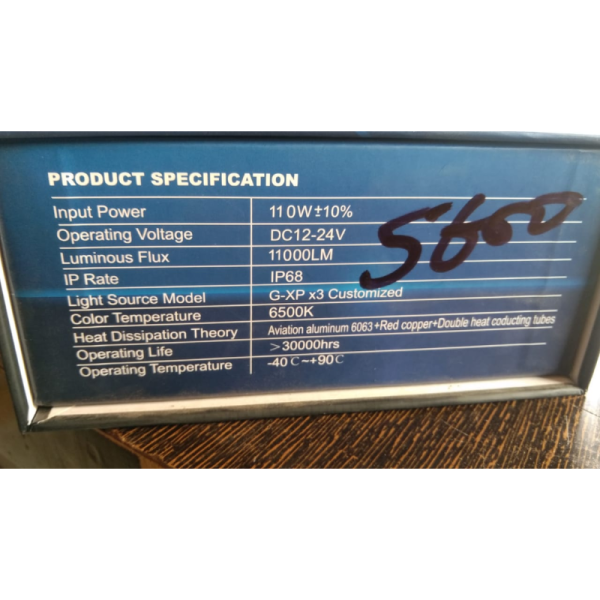 PRODUCT SPECIFICATION
Input Power 110W±10%
Operating Voltage DC12-24V
Luminous Flux 11000LM
IP Rate IP68
Light Source Model G-XP x3 Customized
Color Temperature 6500K
Heat Dissipation Theory Aviation aluminum 6063+Red copper+Double heat coducting tubes
Operating Life >30000hrs
Operating Temperature -40℃~+90℃
5600